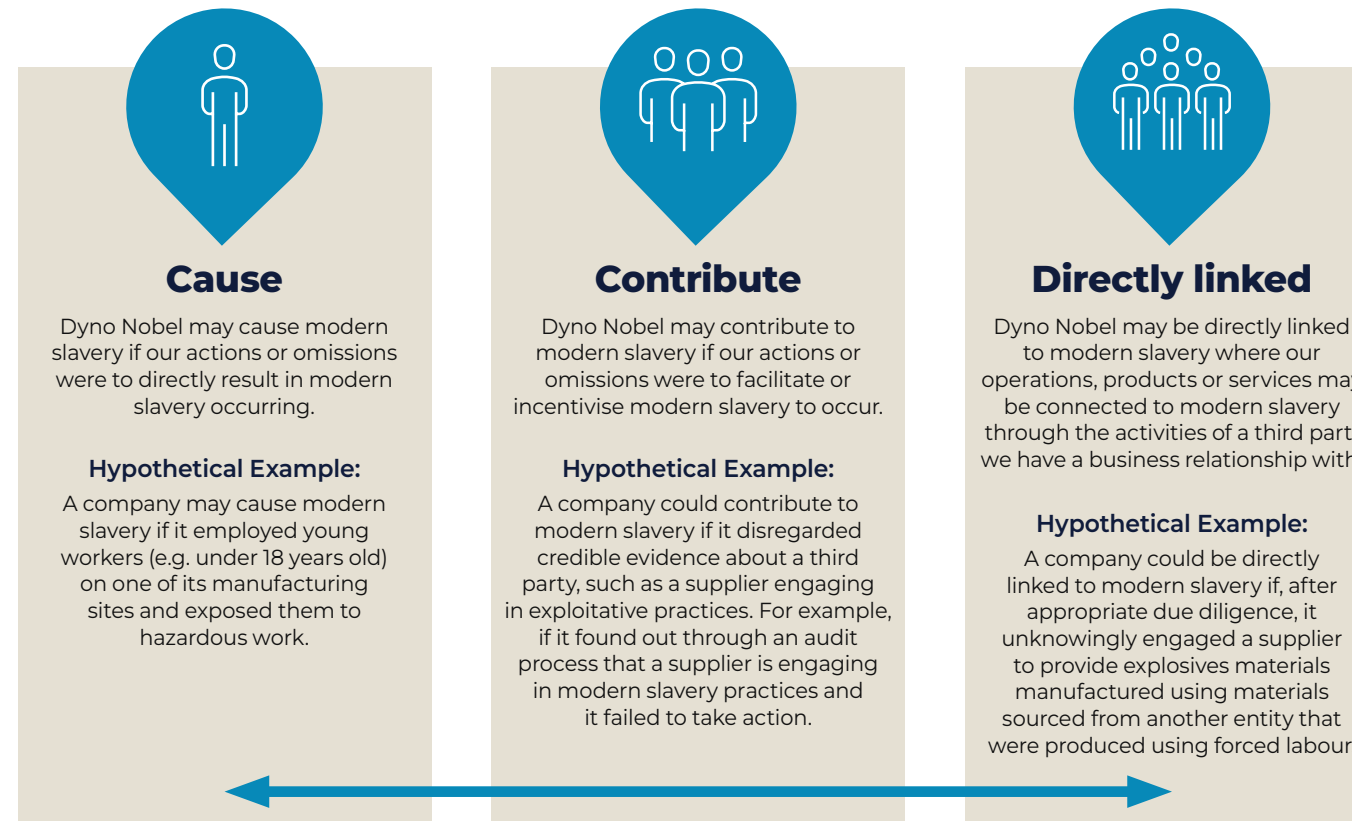 Cause
Dyno Nobel may cause modern
slavery if our actions or omissions
were to directly result in modern
slavery occurring.
Hypothetical Example:
A company may cause modern
slavery if it employed young
workers (e.g. under 18 years old)
on one of its manufacturing
sites and exposed them to
hazardous work.
Contribute
Dyno Nobel may contribute to
modern slavery if our actions or
omissions were to facilitate or
incentivise modern slavery to occur.
Hypothetical Example:
A company could contribute to
modern slavery if it disregarded
credible evidence about a third
party, such as a supplier engaging
in exploitative practices. For example,
if it found out through an audit
process that a supplier is engaging
in modern slavery practices and
it failed to take action.
Directly linked
Dyno Nobel may be directly linked
to modern slavery where our
operations, products or services may
be connected to modern slavery
through the activities of a third part
we have a business relationship with
Hypothetical Example:
A company could be directly
linked to modern slavery if, after
appropriate due diligence, it
unknowingly engaged a supplier
to provide explosives materials
manufactured using materials
sourced from another entity that
were produced using forced labour